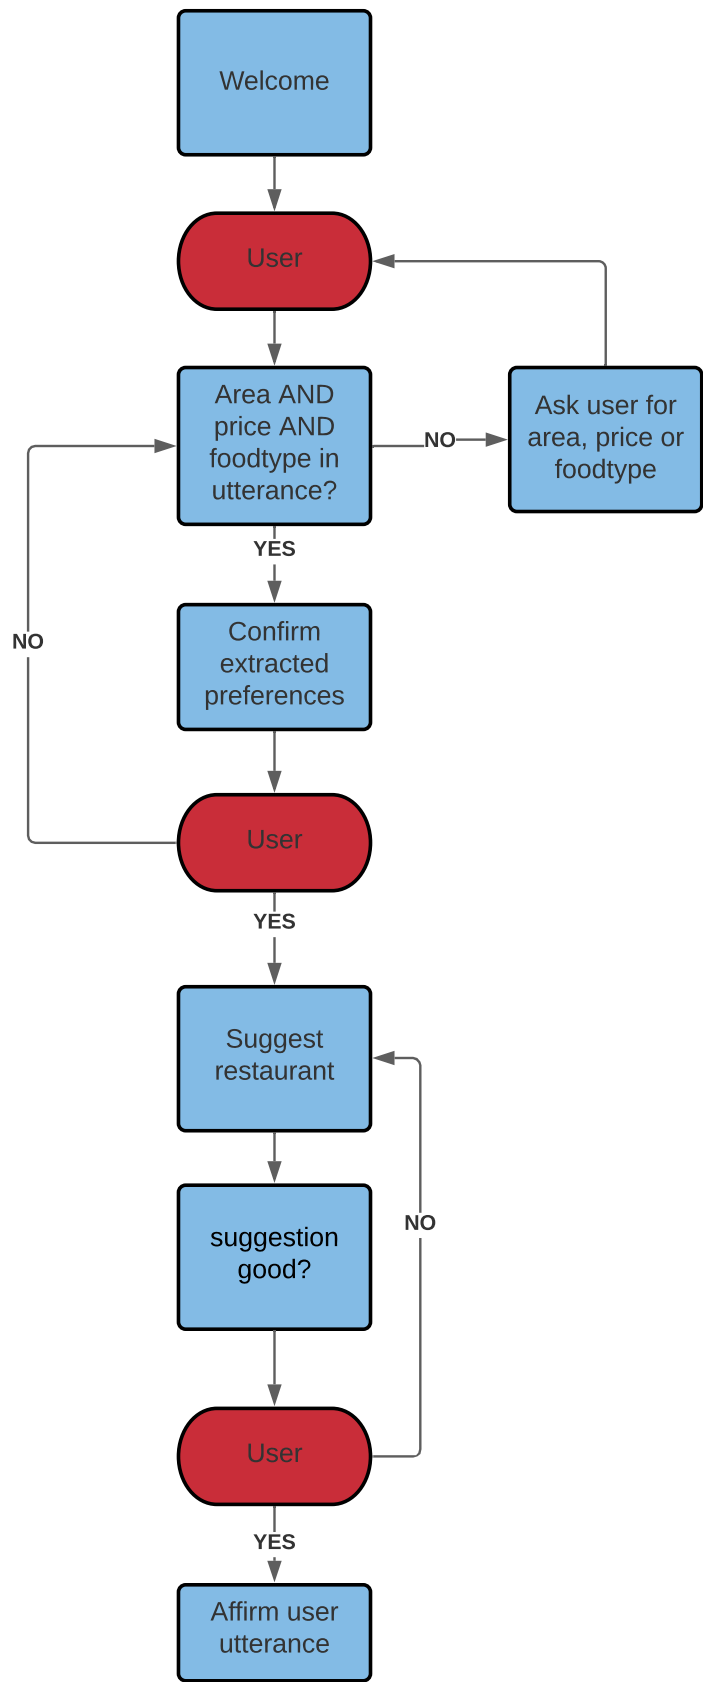 Welcome
User
Area AND
price AND
foodtype in
utterance?
NO
Ask user for
area, price or
foodtype
YES
Confirm
extracted
preferences
NO
User
YES
Suggest
restaurant
suggestion
good?
NO
User
YES
Affirm user
utterance